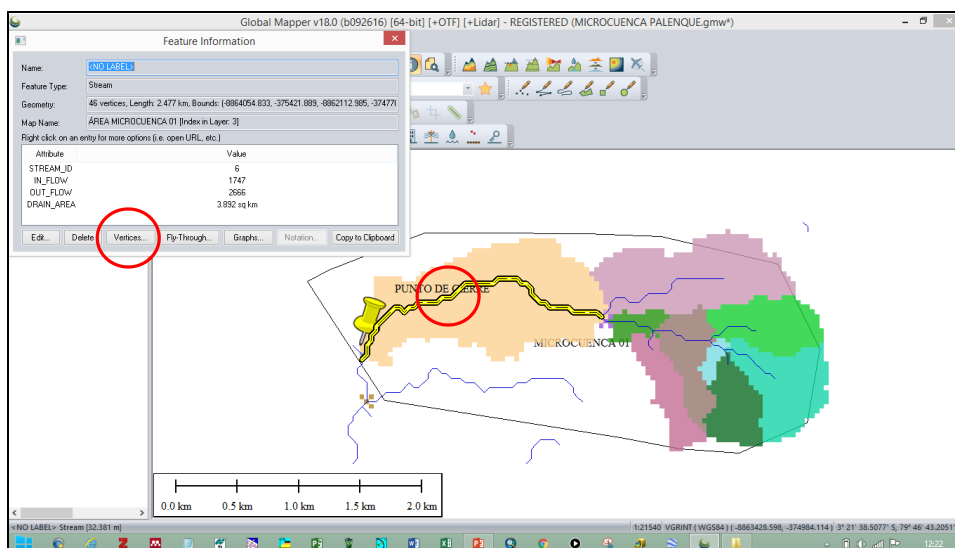 Global Mapper v18.0 (b092616) [64-bit] [+OTF] [+Lidar] - REGISTERED (MICROCUENCA PALENQUE.gmw*)
Feature Information
Name: <NO LABEL>
Feature Type: Stream
Geometry: 46 vertices, Length: 2.477 km, Bounds: (-8864054.833, -375421.889, -8862112.985, -37477(
Map Name: ÁREA MICROCUENCA 01 [Index in Layer: 3]
Right click on an entry for more options (i.e. open URL, etc.)
Attribute Value
STREAM_ID 6
IN_FLOW 1747
OUT_FLOW 2666
DRAIN_AREA 3.892 sq km
Edit... Delete Vertices... Fly-Through... Graphs... Notation... Copy to Clipboard
PUNTO DE CIERRE
MICROCUENCA 01
0.0 km 0.5 km 1.0 km 1.5 km 2.0 km
<NO LABEL> Stream [32.381 m]
1:21540 VGRINT ( WGS84 ) ( -8863428.598, -374984.114 ) 3° 21' 38.5077" S, 79° 46' 43.2051"
12:22